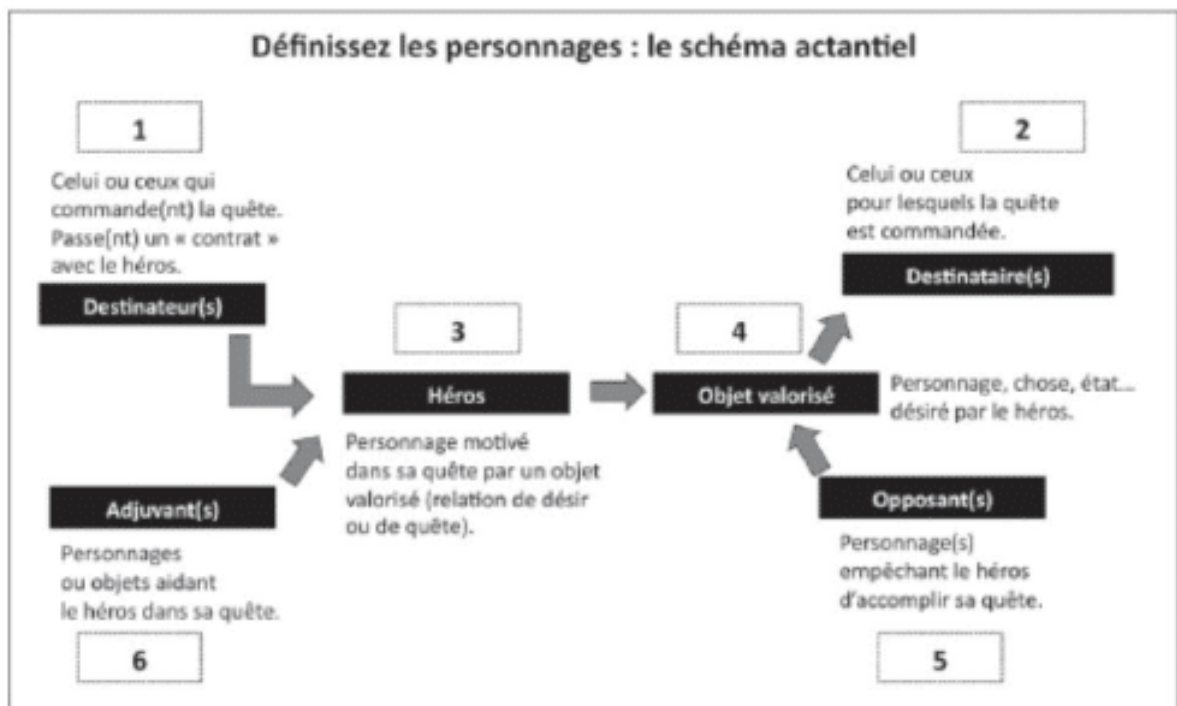 Définissez les personnages : le schéma actantiel
1
Celui ou ceux qui
commande(nt) la quête.
Passe(nt) un « contrat »
avec le héros.
Destinateur(s)
2
Celui ou ceux
pour lesquels la quête
est commandée.
Destinataire(s)
3
Héros
Personnage motivé
dans sa quête par un objet
valorisé (relation de désir
ou de quête).
4
Objet valorisé
Personnage, chose, état...
désiré par le héros.
Adjuvant(s)
Personnages
ou objets aidant
le héros dans sa quête.
6
Opposant(s)
Personnage(s)
empêchant le héros
d'accomplir sa quête.
5